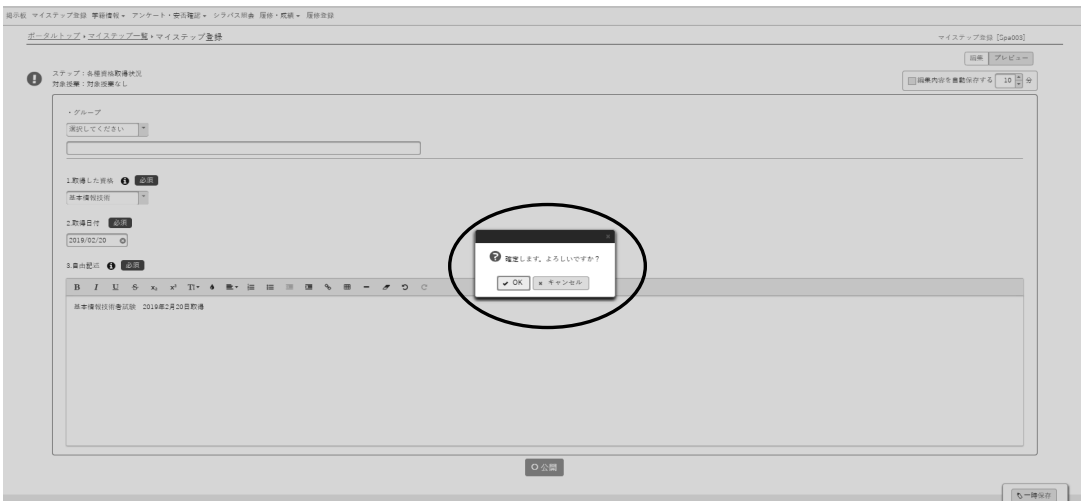 掲示板 マイステップ登録 学籍情報 アンケート・安否確認 シラバス照会 履修・成績 履修登録
ポータルトップ マイステップ一覧 マイステップ登録
マイステップ登録 [Spa003]
編集 プレビュー
ステップ:各種資格取得状況
対象授業:対象授業なし
編集内容を自動保存する 10 分
・グループ
選択してください
1.取得した資格 必須
基本情報技術
2.取得日付 必須
2019/02/20
確定します。よろしいですか?
OK キャンセル
3.自由記述 必須
B I U S x₂ x² TI
基本情報技術者試験 2019年2月20日取得
公開
一時保存